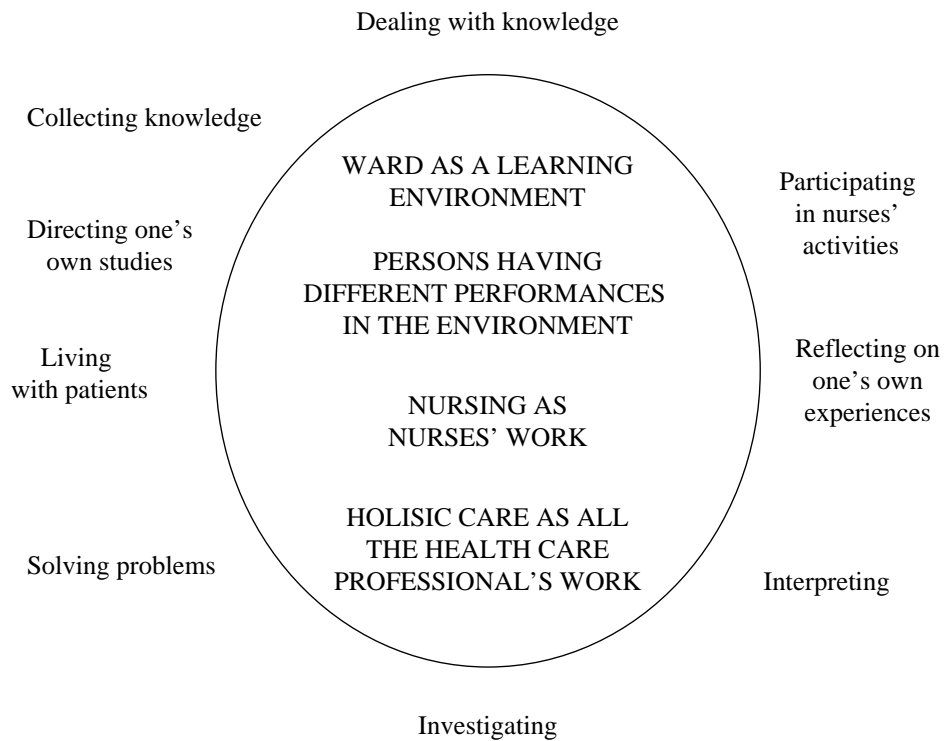 Dealing with knowledge
Collecting knowledge
WARD AS A LEARNING
ENVIRONMENT
Participating
in nurses’
activities
Directing one’s
own studies
PERSONS HAVING
DIFFERENT PERFORMANCES
IN THE ENVIRONMENT
Living
with patients
Reflecting on
one’s own
experiences
NURSING AS
NURSES’ WORK
HOLISIC CARE AS ALL
THE HEALTH CARE
PROFESSIONAL’S WORK
Solving problems
Interpreting
Investigating